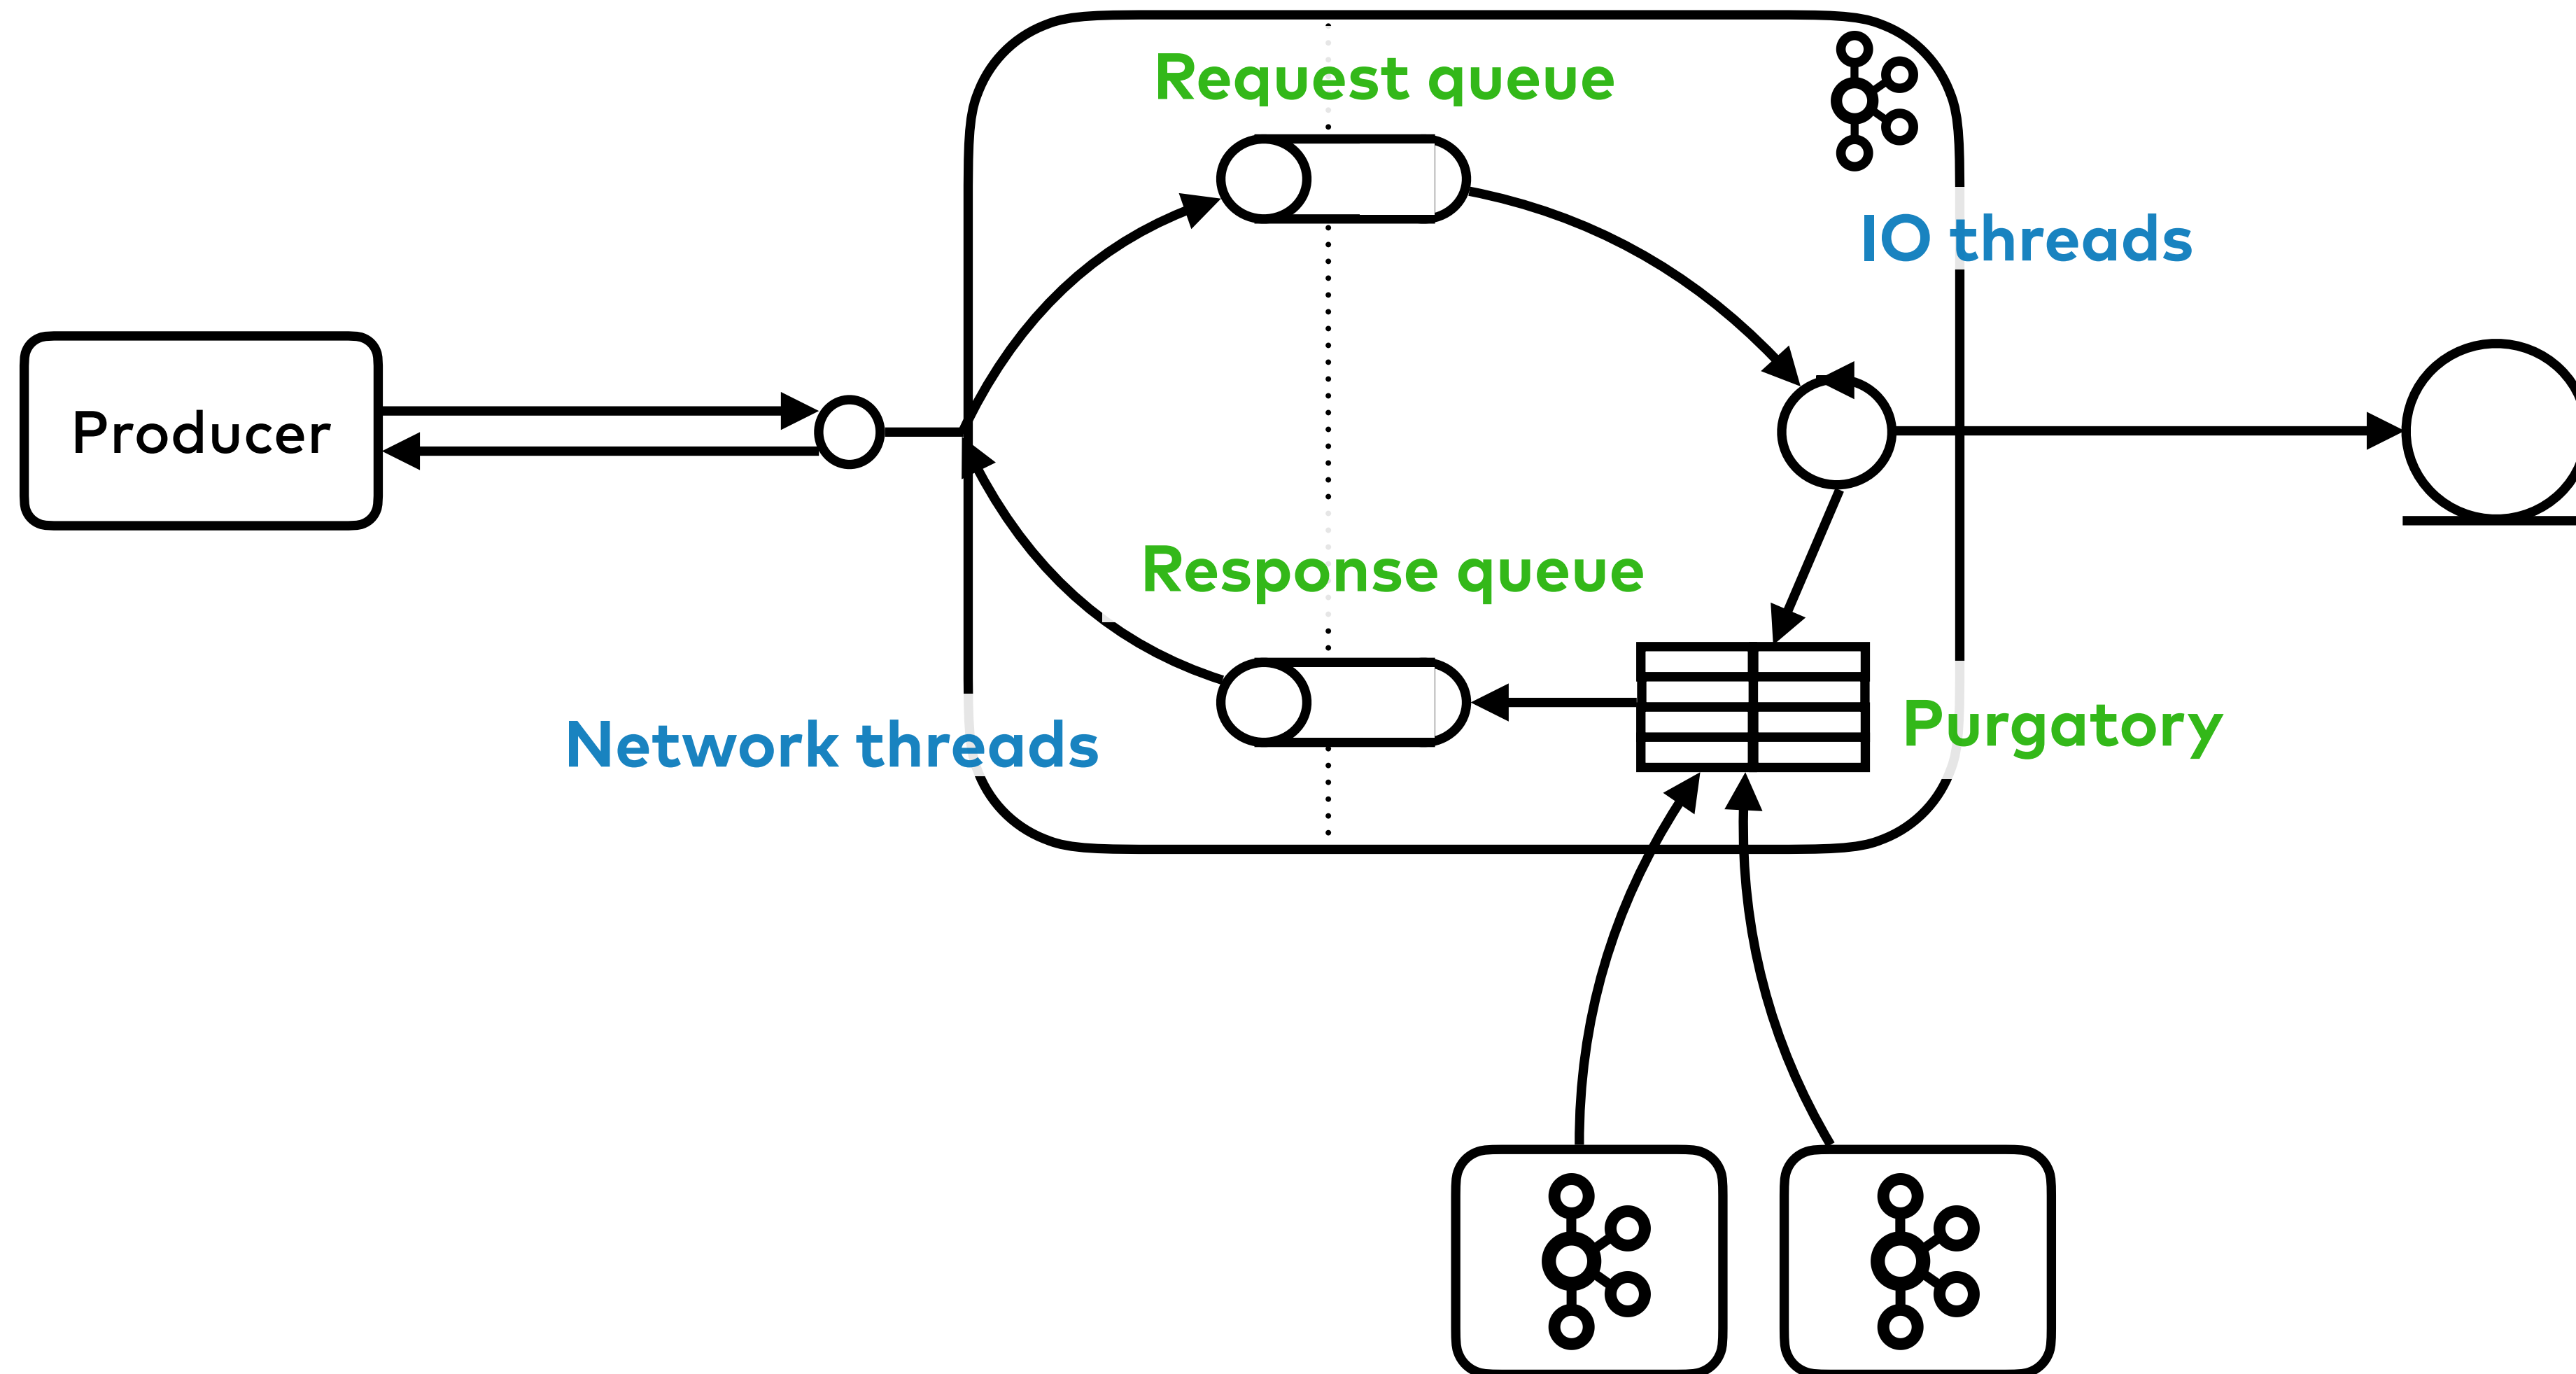 Request queue
IO threads
Producer
Response queue
Network threads
Purgatory